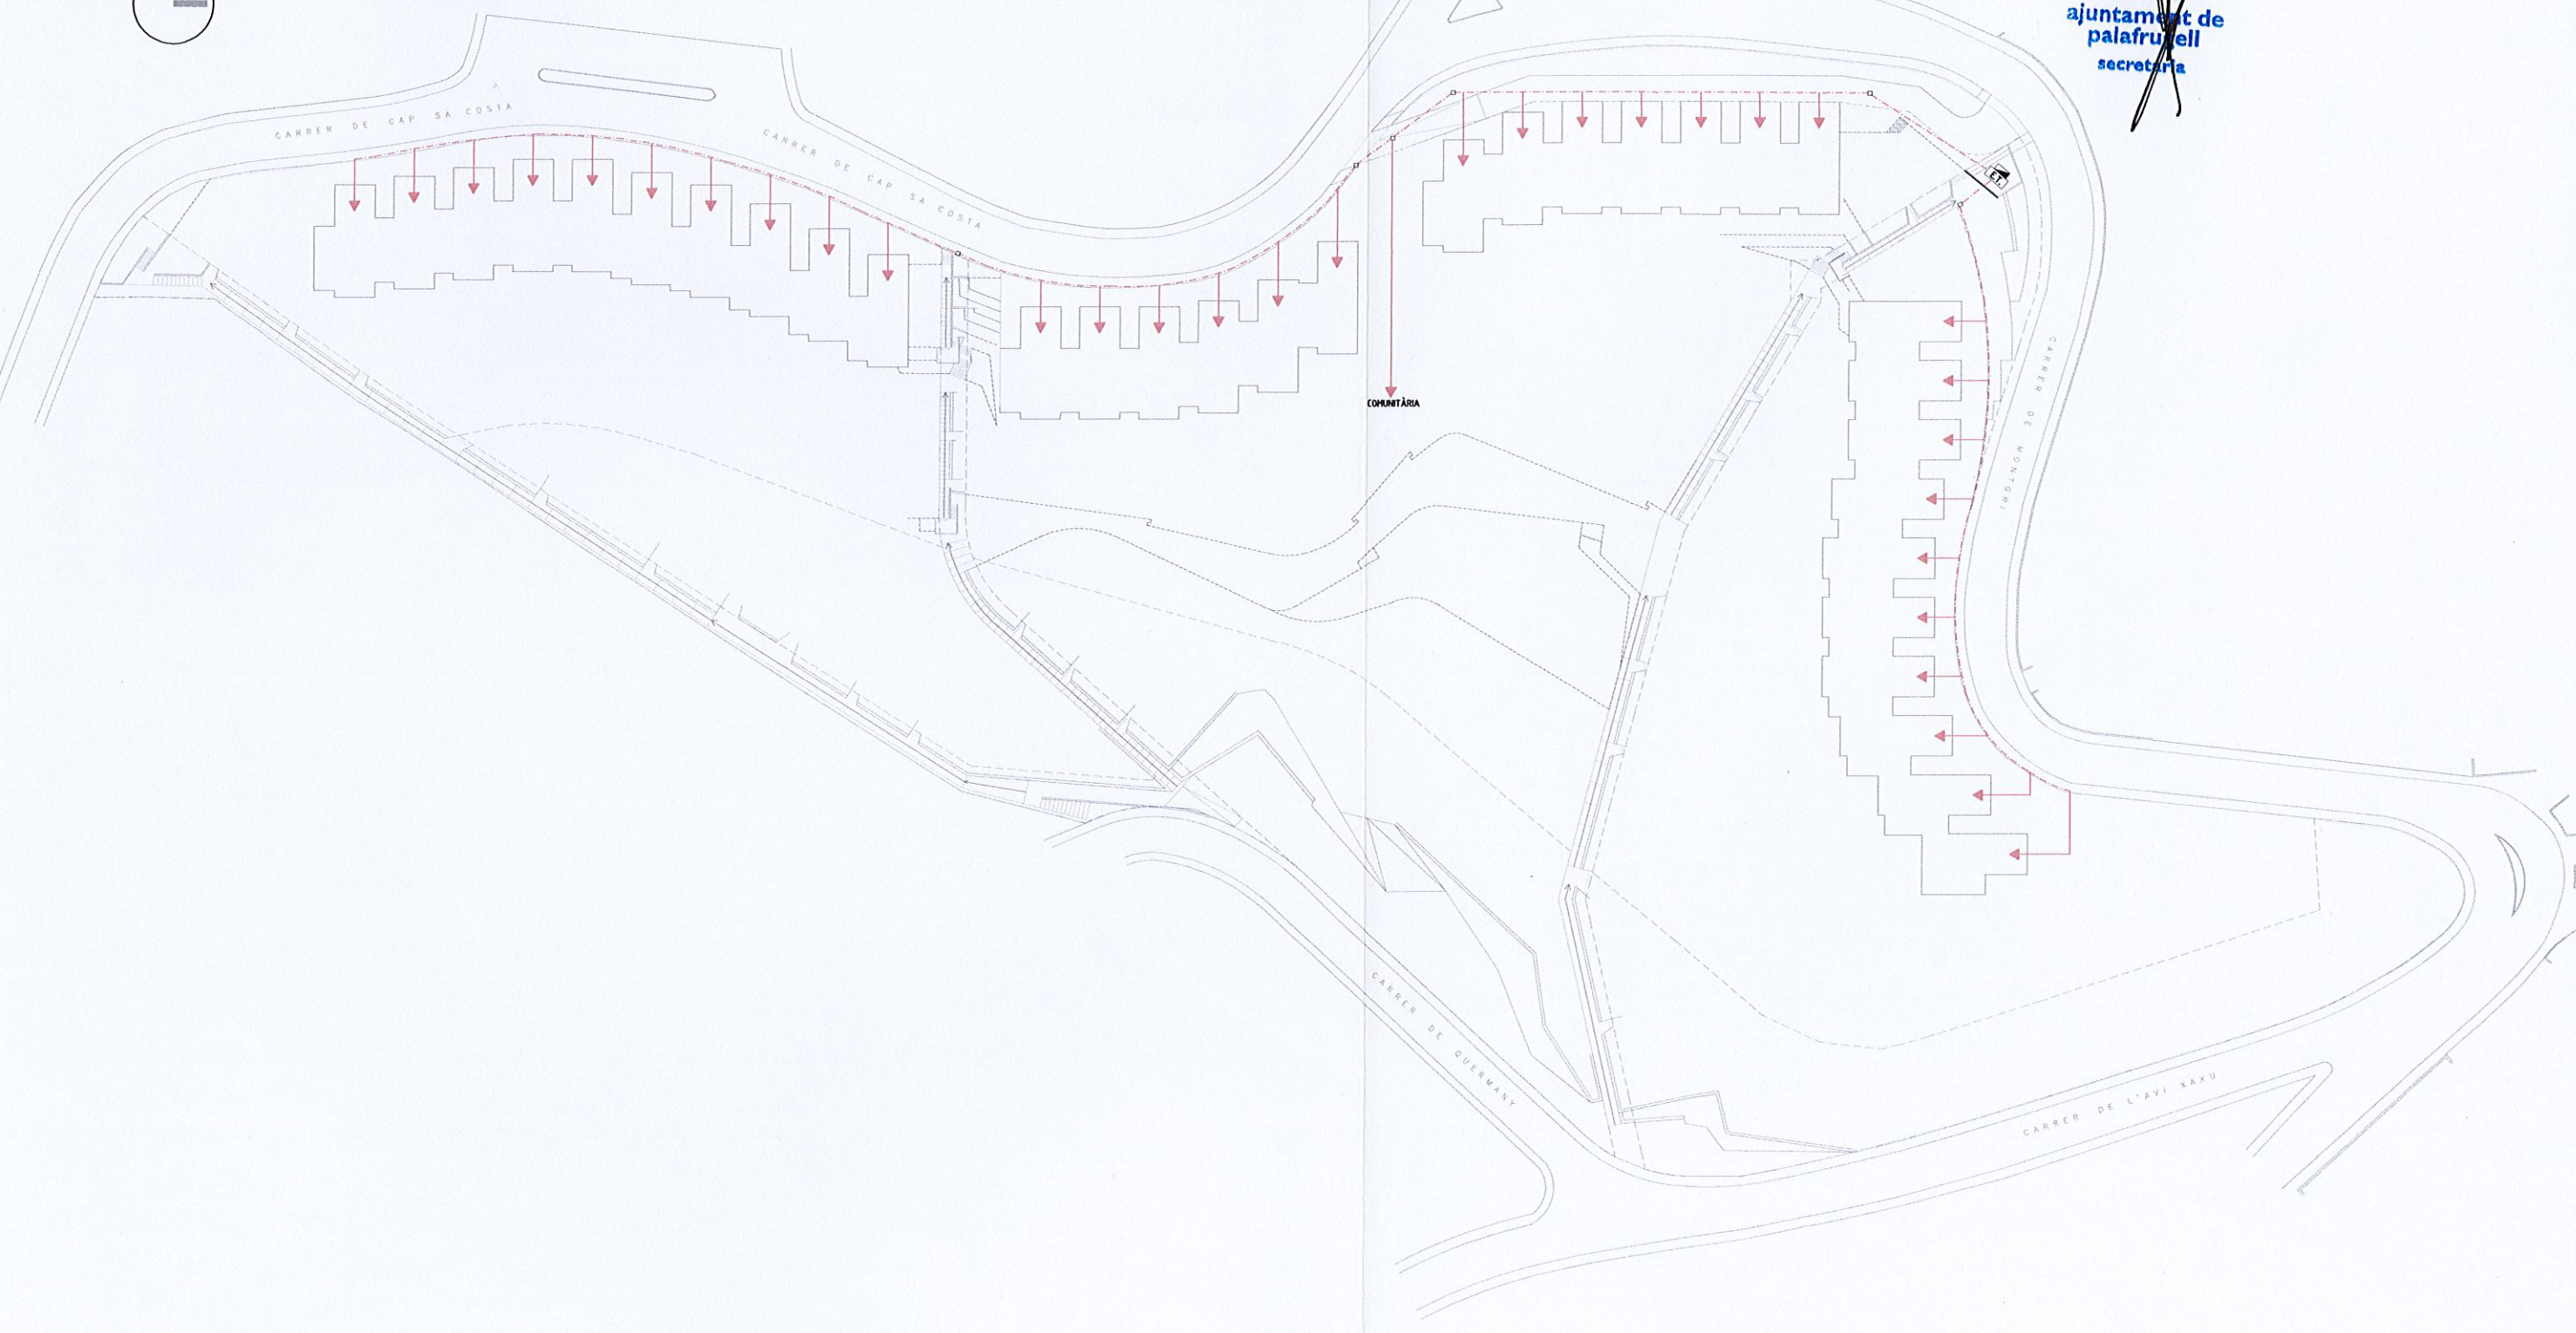 ajuntament de
palafrugell
secretaria
CARRER DE CAP SA COSTA
CARRER DE CAP SA COSTA
E.T.
COMUNITÀRIA
CARRER DE MONTGRI
CARRER DE QUERMANY
CARRER DE L'AVI XAXU